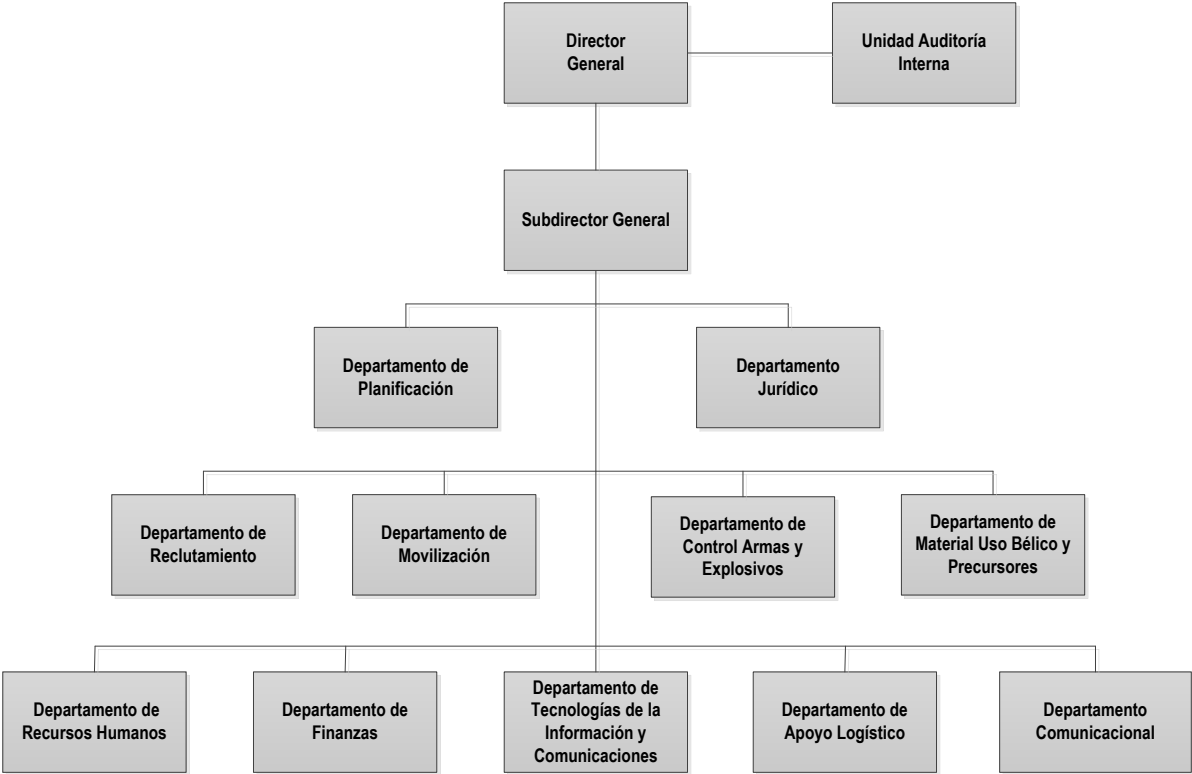 Director
General
Unidad Auditoría
Interna
Subdirector General
Departamento de
Planificación
Departamento
Jurídico
Departamento de
Reclutamiento
Departamento de
Movilización
Departamento de
Control Armas y
Explosivos
Departamento de
Material Uso Bélico y
Precursores
Departamento de
Recursos Humanos
Departamento de
Finanzas
Departamento de
Tecnologías de la
Información y
Comunicaciones
Departamento de
Apoyo Logístico
Departamento
Comunicacional